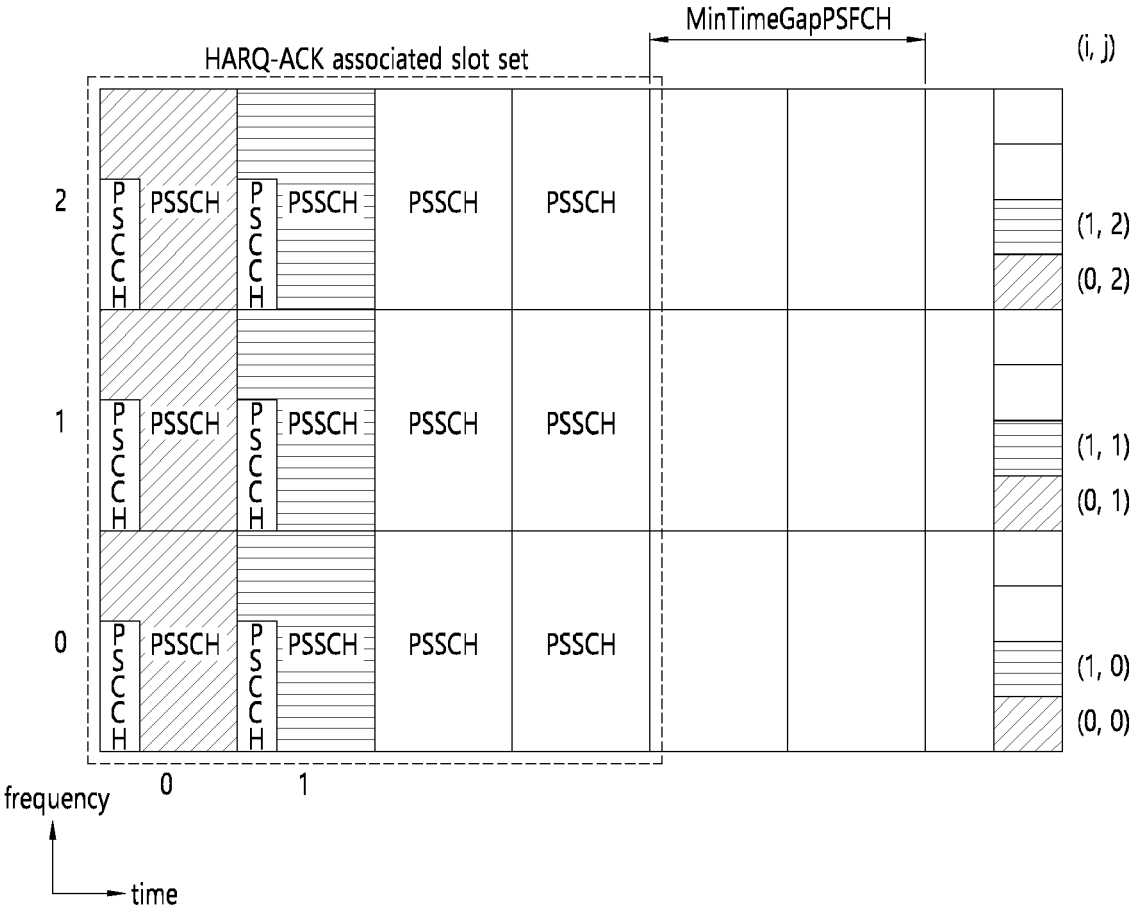 MinTimeGapPSFCH
(i, j)
HARQ-ACK associated slot set
2
PSCCH
PSSCH
PSCCH
PSSCH
PSSCH
PSSCH
(1, 2)
(0, 2)
1
PSCCH
PSSCH
PSCCH
PSSCH
PSSCH
PSSCH
(1, 1)
(0, 1)
0
PSCCH
PSSCH
PSCCH
PSSCH
PSSCH
PSSCH
(1, 0)
(0, 0)
0
1
frequency
time